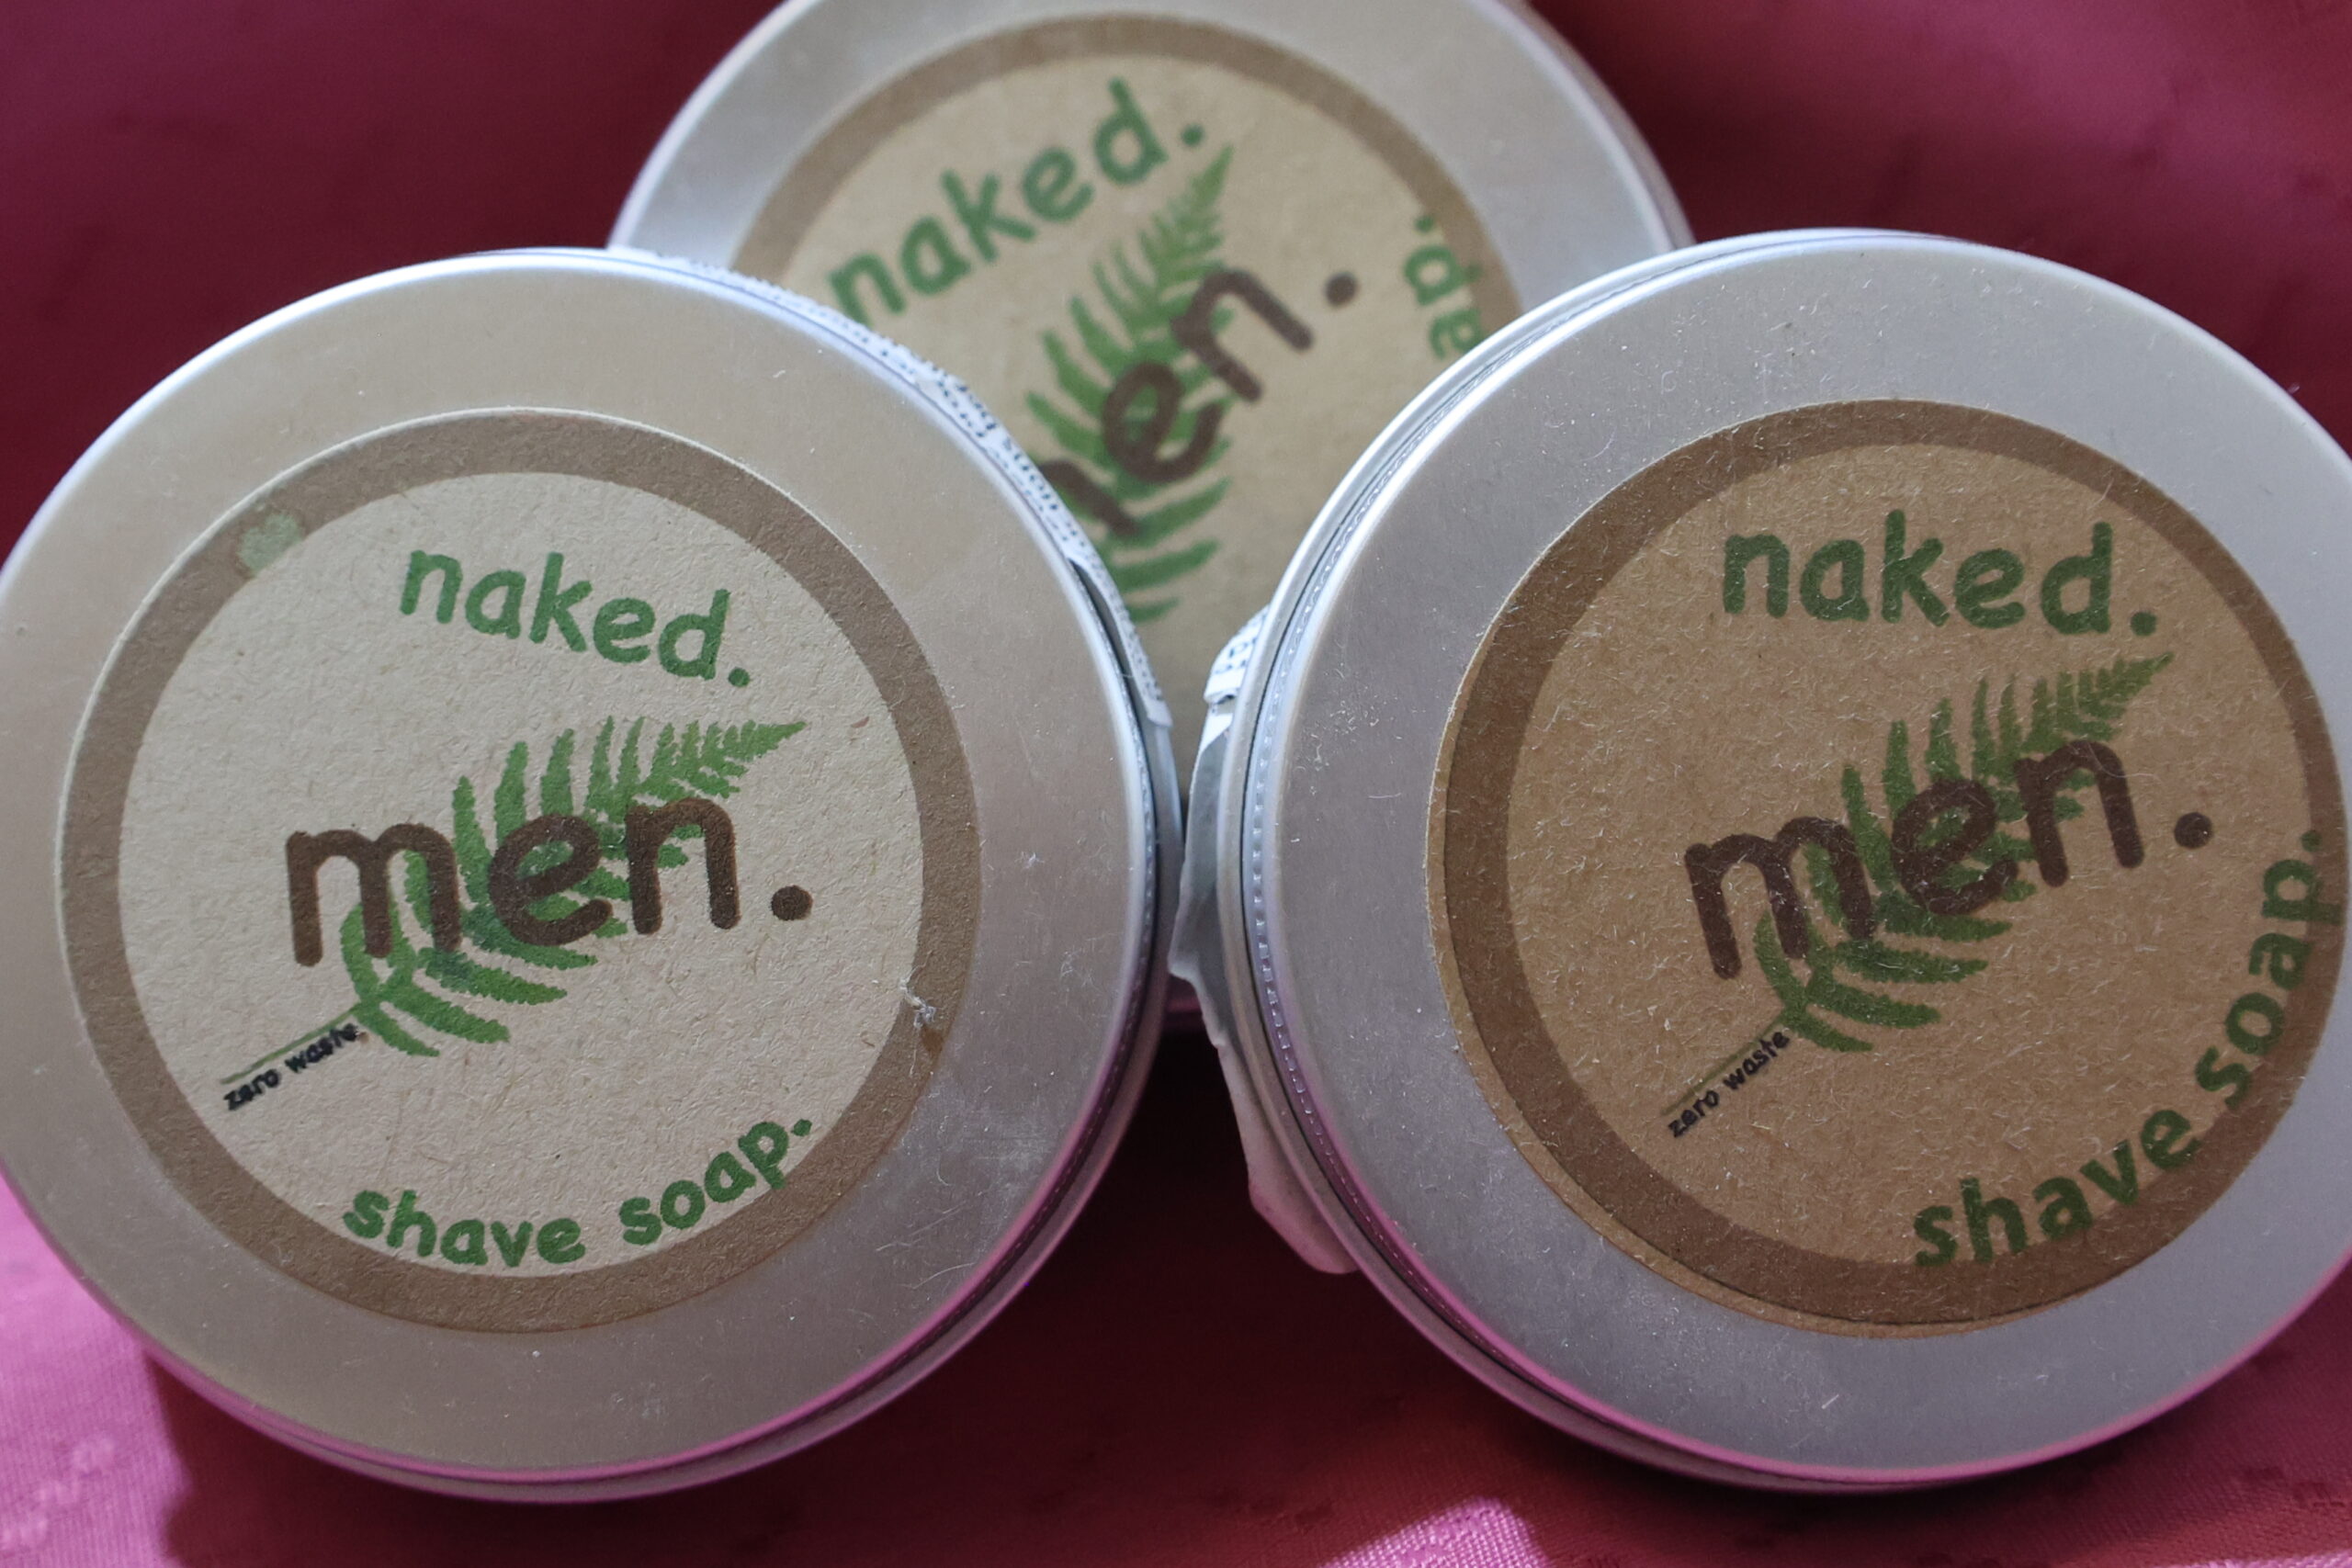 naked.
men.
naked.
men.
zero waste
shave soap.
naked.
men.
zero waste
shave soap.